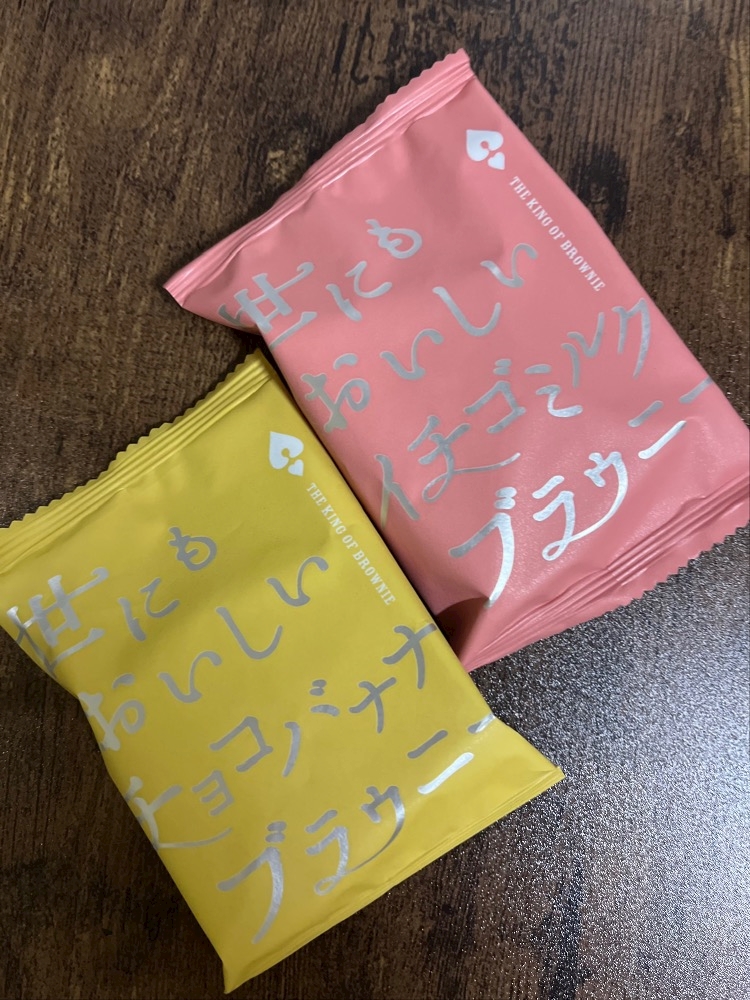 THE KING OF BROWNIE
世にも
おいしい
イチゴミルク
ブラウニー
THE KING OF BROWNIE
世にも
おいしい
チョコバナナ
ブラウニー